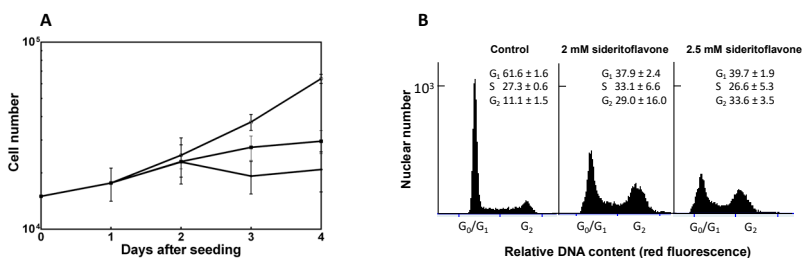 A
10⁵
Cell number
10⁴
0 1 2 3 4
Days after seeding
B
Control 2 mM sideritoflavone 2.5 mM sideritoflavone
G₁ 61.6 ± 1.6 G₁ 37.9 ± 2.4 G₁ 39.7 ± 1.9
S 27.3 ± 0.6 S 33.1 ± 6.6 S 26.6 ± 5.3
G₂ 11.1 ± 1.5 G₂ 29.0 ± 16.0 G₂ 33.6 ± 3.5
10³
Nuclear number
G₀/G₁ G₂ G₀/G₁ G₂ G₀/G₁ G₂
Relative DNA content (red fluorescence)